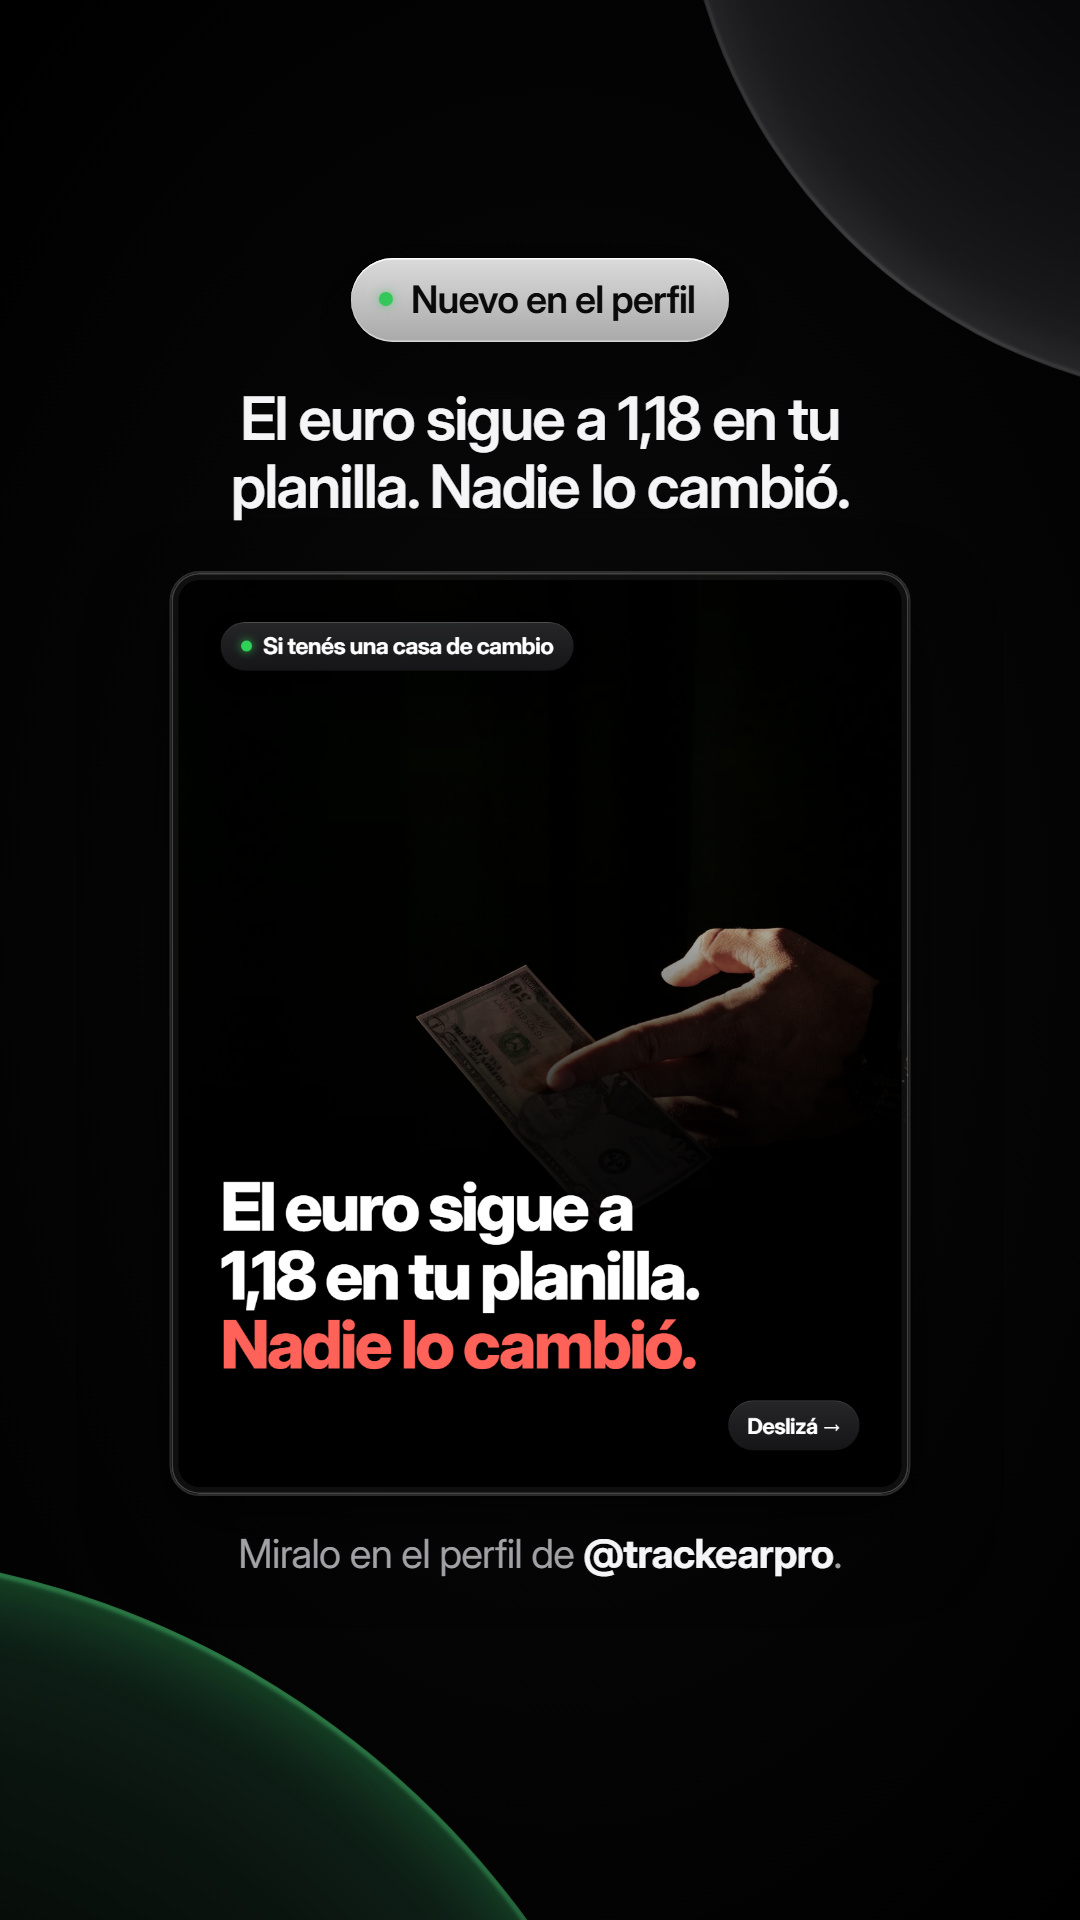 Nuevo en el perfil
El euro sigue a 1,18 en tu
planilla. Nadie lo cambió.
Si tenés una casa de cambio
50
El euro sigue a
1,18 en tu planilla.
Nadie lo cambió.
Deslizá →
Miralo en el perfil de @trackearpro.